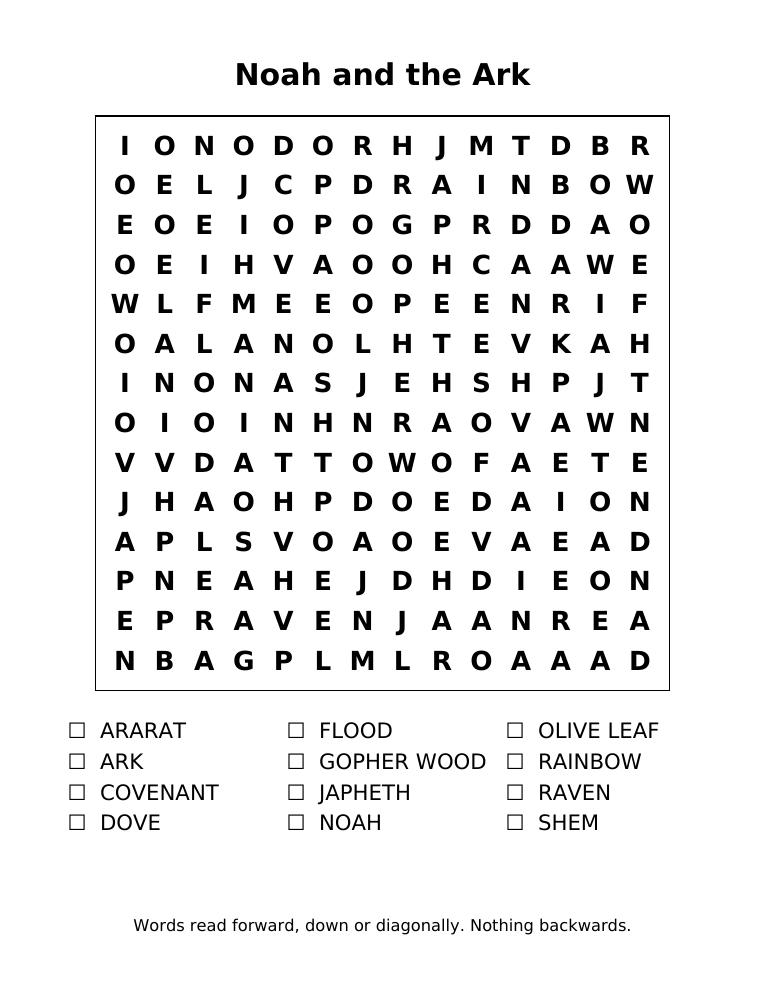 Noah and the Ark
I O N O D O R H J M T D B R
O E L J C P D R A I N B O W
E O E I O P O G P R D D A O
O E I H V A O O H C A A W E
W L F M E E O P E E N R I F
O A L A N O L H T E V K A H
I N O N A S J E H S H P J T
O I O I N H N R A O V A W N
V V D A T T O W O F A E T E
J H A O H P D O E D A I O N
A P L S V O A O E V A E A D
P N E A H E J D H D I E O N
E P R A V E N J A A N R E A
N B A G P L M L R O A A A D
☐ ARARAT ☐ FLOOD ☐ OLIVE LEAF
☐ ARK ☐ GOPHER WOOD ☐ RAINBOW
☐ COVENANT ☐ JAPHETH ☐ RAVEN
☐ DOVE ☐ NOAH ☐ SHEM
Words read forward, down or diagonally. Nothing backwards.